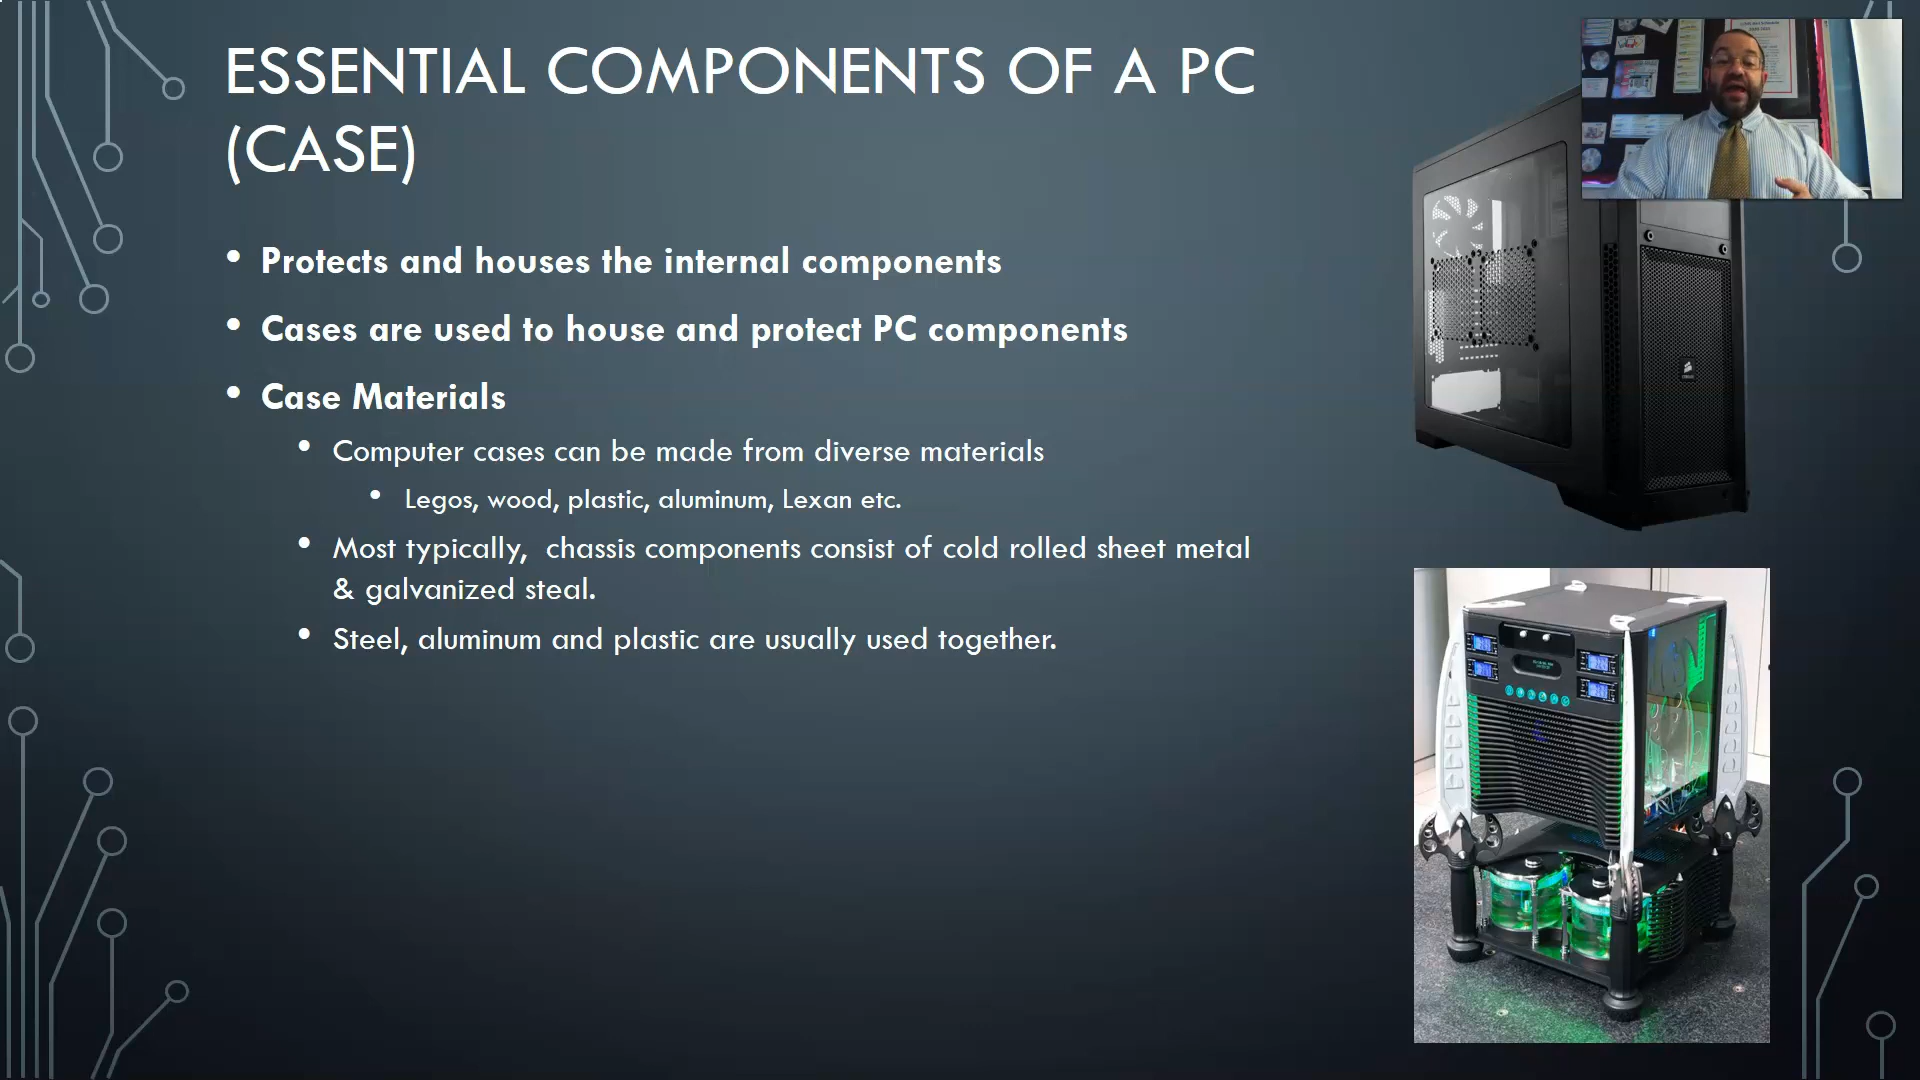 ESSENTIAL COMPONENTS OF A PC
(CASE)
• Protects and houses the internal components
• Cases are used to house and protect PC components
• Case Materials
• Computer cases can be made from diverse materials
• Legos, wood, plastic, aluminum, Lexan etc.
• Most typically,  chassis components consist of cold rolled sheet metal
& galvanized steal.
• Steel, aluminum and plastic are usually used together.